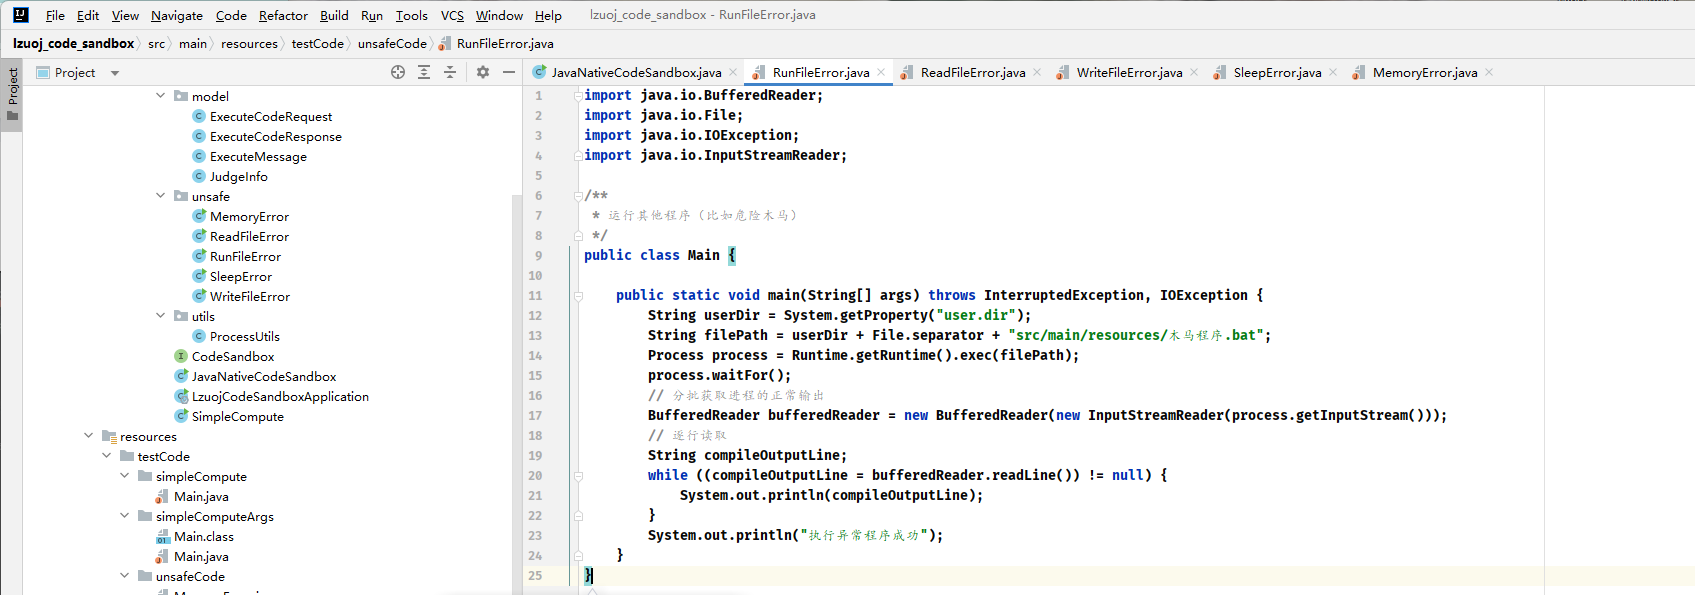 File Edit View Navigate Code Refactor Build Run Tools VCS Window Help lzuoj_code_sandbox - RunFileError.java
lzuoj_code_sandbox src main resources testCode unsafeCode RunFileError.java
Project
Project
JavaNativeCodeSandbox.java RunFileError.java ReadFileError.java WriteFileError.java SleepError.java MemoryError.java
model
ExecuteCodeRequest
ExecuteCodeResponse
ExecuteMessage
JudgeInfo
unsafe
MemoryError
ReadFileError
RunFileError
SleepError
WriteFileError
utils
ProcessUtils
CodeSandbox
JavaNativeCodeSandbox
LzuojCodeSandboxApplication
SimpleCompute
resources
testCode
simpleCompute
Main.java
simpleComputeArgs
Main.class
Main.java
unsafeCode
1 import java.io.BufferedReader;
2 import java.io.File;
3 import java.io.IOException;
4 import java.io.InputStreamReader;
5
6 /**
7 * 运行其他程序（比如危险木马）
8 */
9 public class Main {
10
11 public static void main(String[] args) throws InterruptedException, IOException {
12 String userDir = System.getProperty("user.dir");
13 String filePath = userDir + File.separator + "src/main/resources/木马程序.bat";
14 Process process = Runtime.getRuntime().exec(filePath);
15 process.waitFor();
16 // 分批获取进程的正常输出
17 BufferedReader bufferedReader = new BufferedReader(new InputStreamReader(process.getInputStream()));
18 // 逐行读取
19 String compileOutputLine;
20 while ((compileOutputLine = bufferedReader.readLine()) != null) {
21 System.out.println(compileOutputLine);
22 }
23 System.out.println("执行异常程序成功");
24 }
25 }